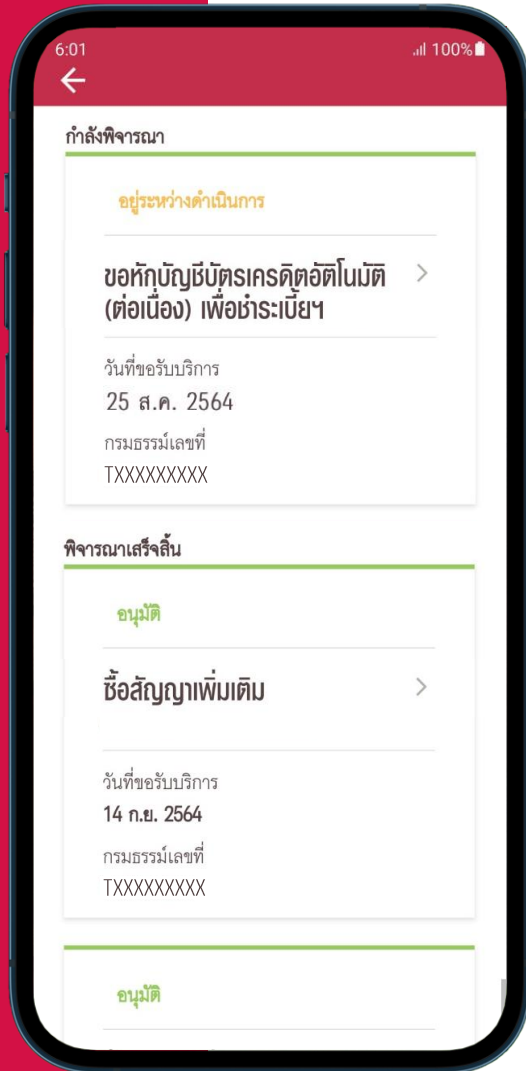 6:01
100%
กำลังพิจารณา
อยู่ระหว่างดำเนินการ
ขอหักบัญชีบัตรเครดิตอัติโนมัติ
(ต่อเนื่อง) เพื่อชำระเบี้ยฯ
วันที่ขอรับบริการ
25 ส.ค. 2564
กรมธรรม์เลขที่
TXXXXXXXXX
พิจารณาเสร็จสิ้น
อนุมัติ
ซื้อสัญญาเพิ่มเติม
วันที่ขอรับบริการ
14 ก.ย. 2564
กรมธรรม์เลขที่
TXXXXXXXXX
อนุมัติ